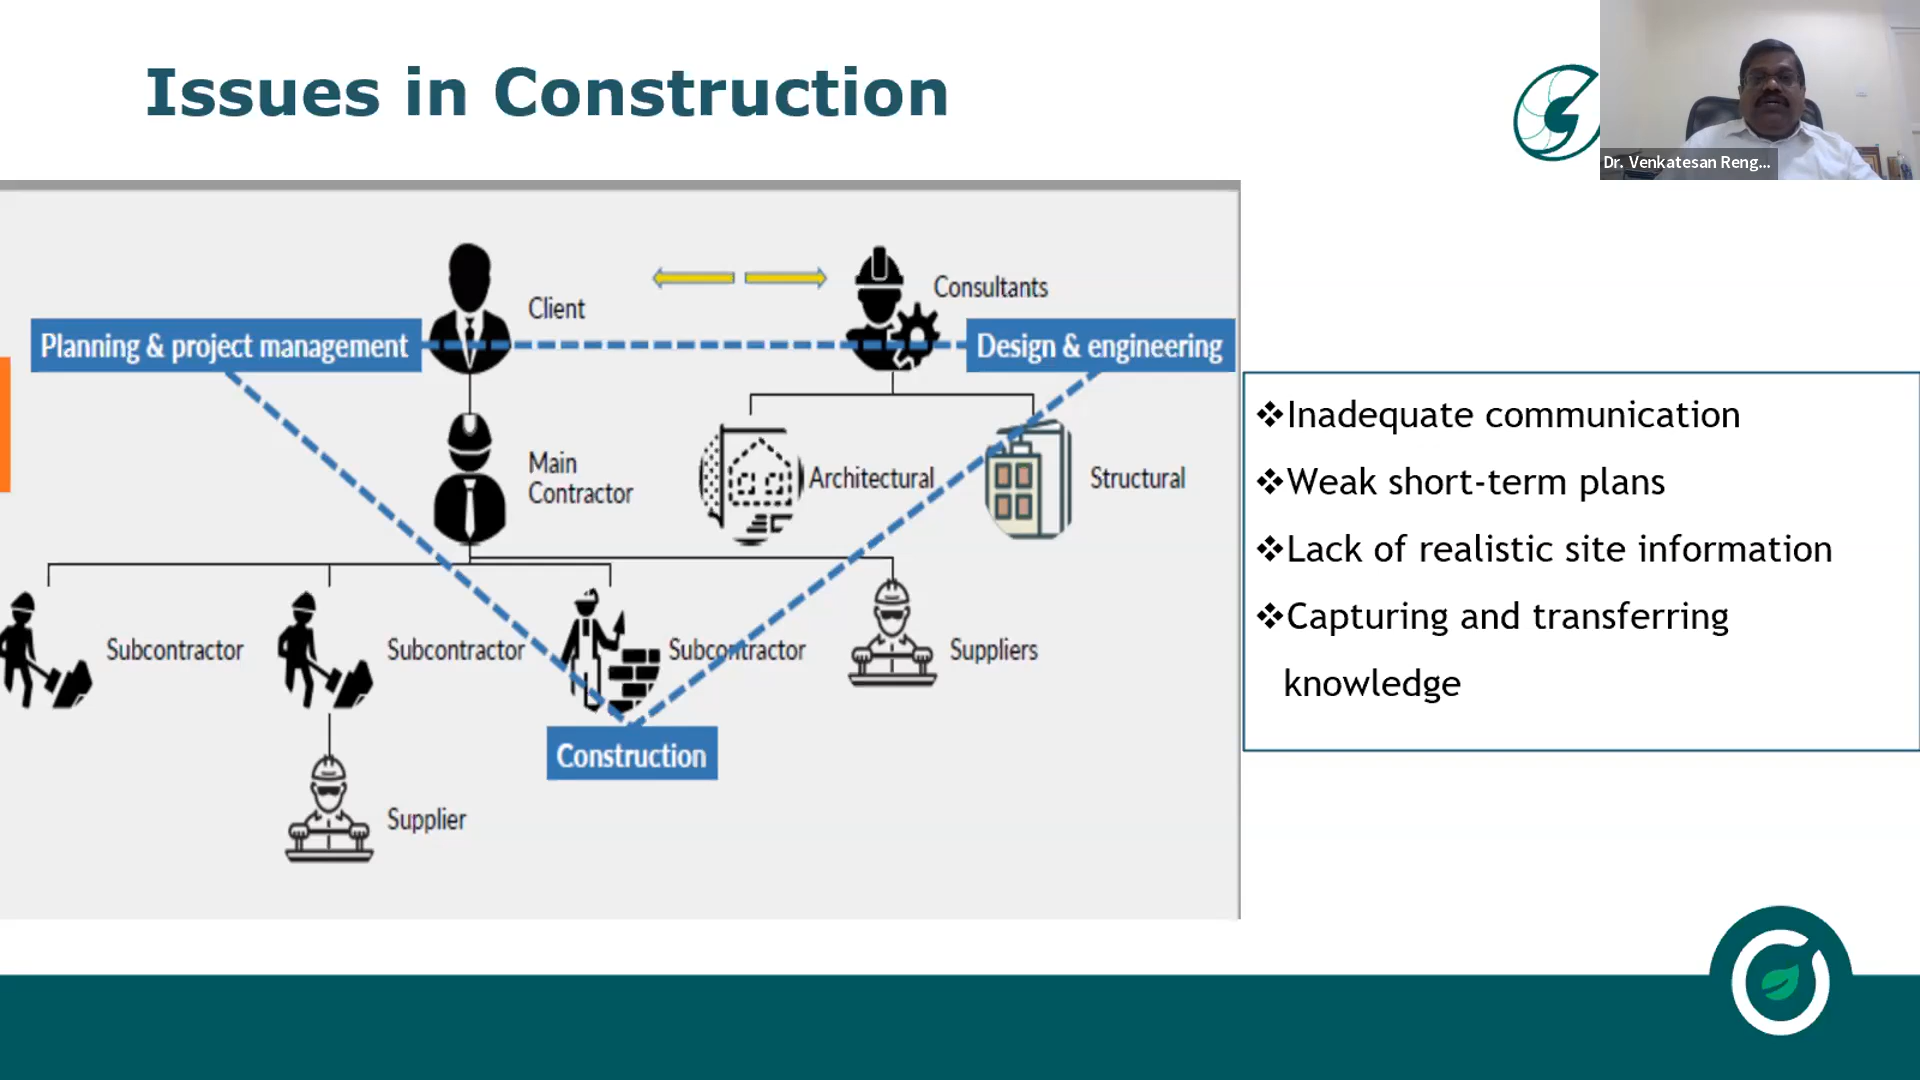 Issues in Construction
Dr. Venkatesan Reng...
Client
Consultants
Planning & project management
Design & engineering
Main
Contractor
Architectural
Structural
Subcontractor
Subcontractor
Subcontractor
Suppliers
Construction
Supplier
❖Inadequate communication
❖Weak short-term plans
❖Lack of realistic site information
❖Capturing and transferring
knowledge